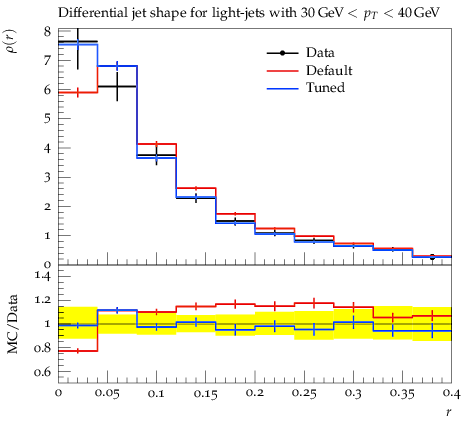 Differential jet shape for light-jets with 30 GeV < p_T < 40 GeV
ρ(r)
8
7
6
5
4
3
2
1
0
Data
Default
Tuned
MC/Data
1.4
1.2
1
0.8
0.6
0 0.05 0.1 0.15 0.2 0.25 0.3 0.35 0.4
r